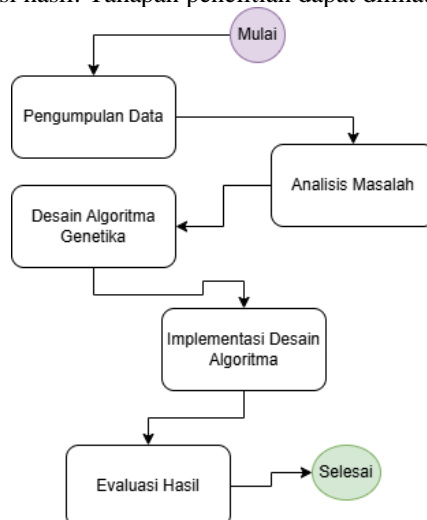 si hasil. Tahapan penelitian dapat dilihat
Mulai
Pengumpulan Data
Analisis Masalah
Desain Algoritma
Genetika
Implementasi Desain
Algoritma
Evaluasi Hasil
Selesai